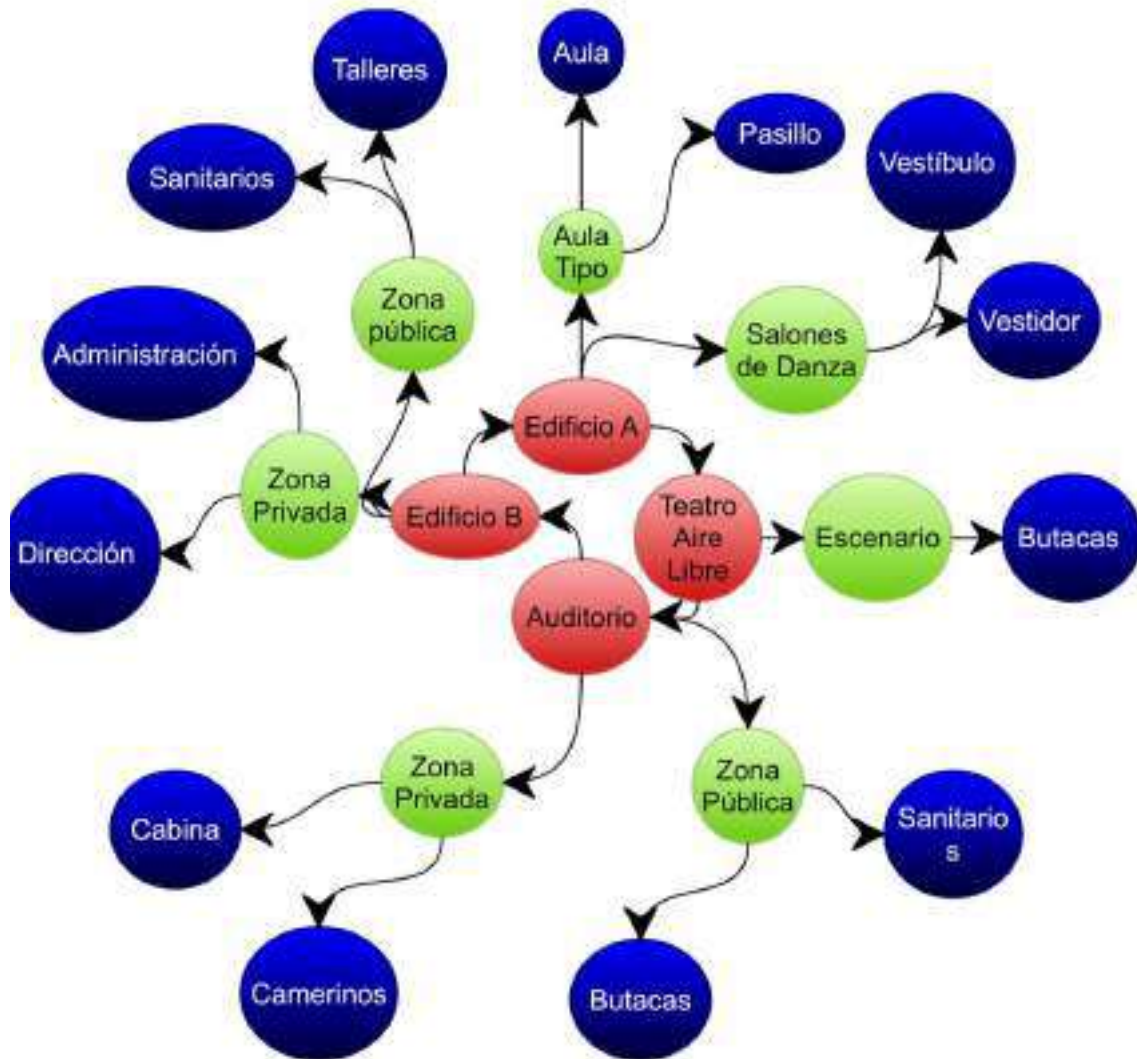 Aula
Talleres
Pasillo
Vestíbulo
Sanitarios
Aula
Tipo
Zona
pública
Vestidor
Salones
de Danza
Administración
Edificio A
Zona
Privada
Edificio B
Teatro
Aire
Libre
Escenario
Butacas
Dirección
Auditorio
Zona
Privada
Zona
Pública
Cabina
Sanitario
s
Camerinos
Butacas